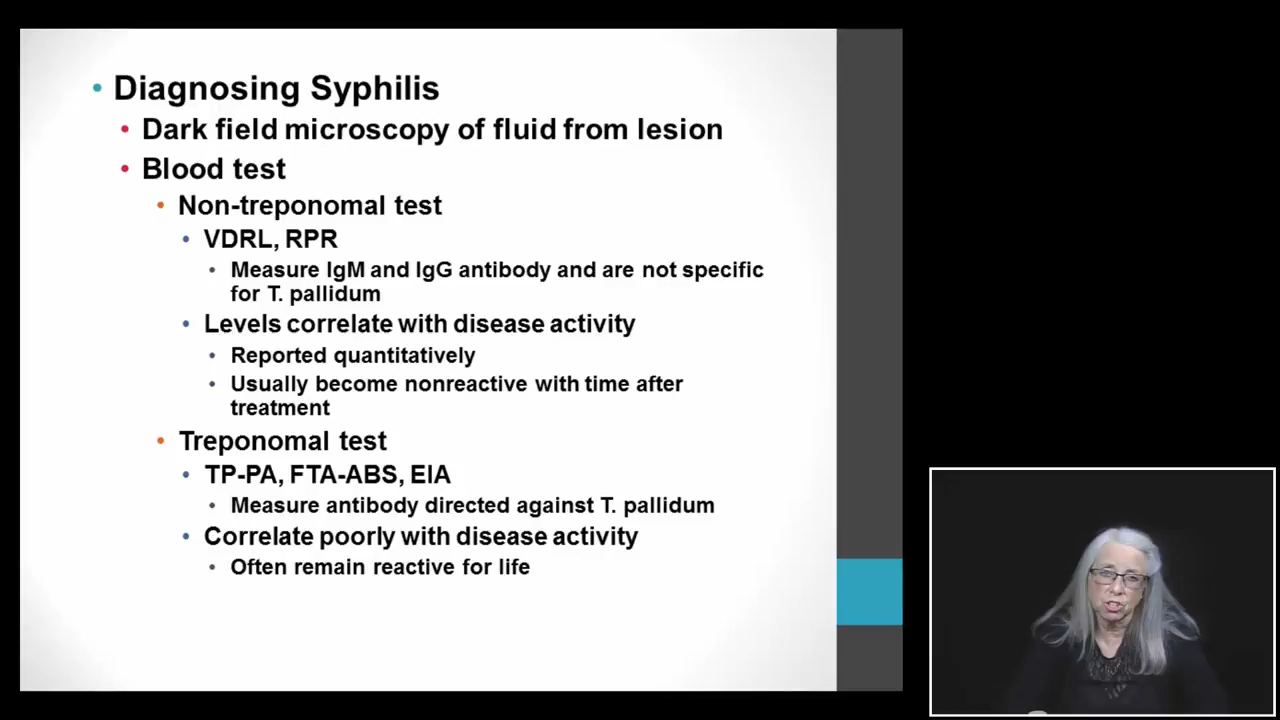 • Diagnosing Syphilis
• Dark field microscopy of fluid from lesion
• Blood test
• Non-treponomal test
• VDRL, RPR
• Measure IgM and IgG antibody and are not specific
for T. pallidum
• Levels correlate with disease activity
• Reported quantitatively
• Usually become nonreactive with time after
treatment
• Treponomal test
• TP-PA, FTA-ABS, EIA
• Measure antibody directed against T. pallidum
• Correlate poorly with disease activity
• Often remain reactive for life